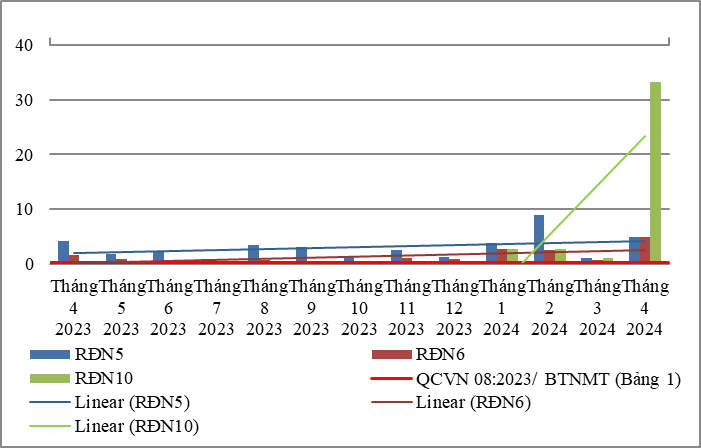 40
30
20
10
0
Tháng Tháng Tháng Tháng Tháng Tháng Tháng Tháng Tháng Tháng Tháng Tháng Tháng
4 5 6 7 8 9 10 11 12 1 2 3 4
2023 2023 2023 2023 2023 2023 2023 2023 2023 2024 2024 2024 2024
RĐN5 RĐN6
RĐN10 QCVN 08:2023/ BTNMT (Bảng 1)
Linear (RĐN5) Linear (RĐN6)
Linear (RĐN10)